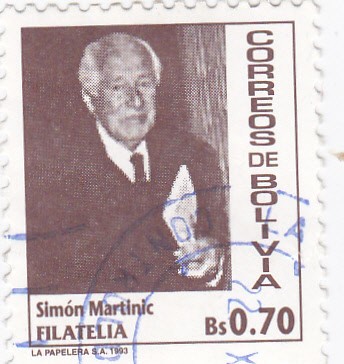 CORREOS DE BOLIVIA
Simón Martinic
FILATELIA
Bs0.70
LA PAPELERA S.A. 1993